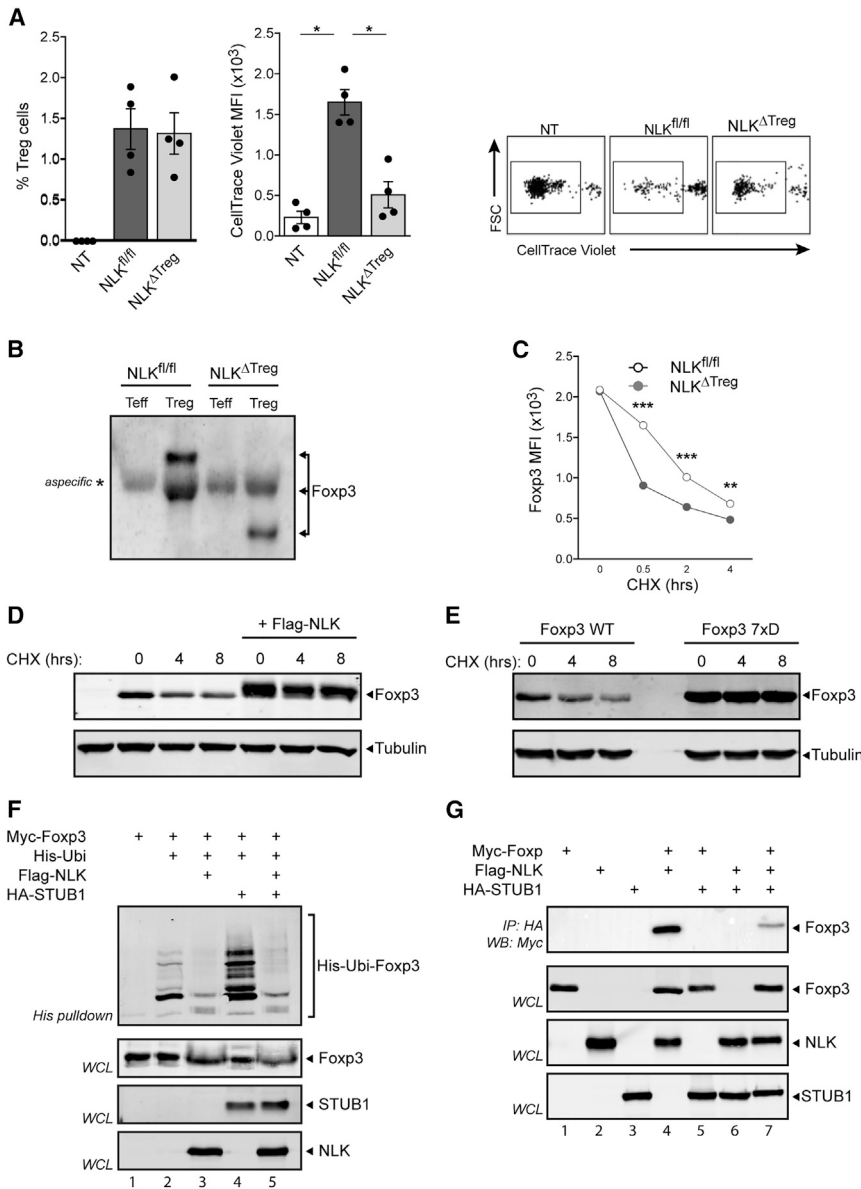 A
% Treg cells
2.5
2.0
1.5
1.0
0.5
0.0
NT
NLKfl/fl
NLKΔTreg
CellTrace Violet MFI (x10³)
2.5
2.0
1.5
1.0
0.5
0.0
* *
NT
NLKfl/fl
NLKΔTreg
NT NLKfl/fl NLKΔTreg
FSC
CellTrace Violet
B
NLKfl/fl NLKΔTreg
Teff Treg Teff Treg
aspecific *
Foxp3
C
Foxp3 MFI (x10³)
2.5
2.0
1.5
1.0
0.5
0.0
NLKfl/fl
NLKΔTreg
*** *** **
0 0.5 2 4
CHX (hrs)
D
+ Flag-NLK
CHX (hrs): 0 4 8 0 4 8
Foxp3
Tubulin
E
Foxp3 WT Foxp3 7xD
CHX (hrs): 0 4 8 0 4 8
Foxp3
Tubulin
F
Myc-Foxp3 + + + + +
His-Ubi + + + +
Flag-NLK + +
HA-STUB1 + +
His-Ubi-Foxp3
His pulldown
WCL Foxp3
WCL STUB1
WCL NLK
1 2 3 4 5
G
Myc-Foxp + + + +
Flag-NLK + + + +
HA-STUB1 + + + +
IP: HA
WB: Myc
Foxp3
WCL Foxp3
WCL NLK
WCL STUB1
1 2 3 4 5 6 7